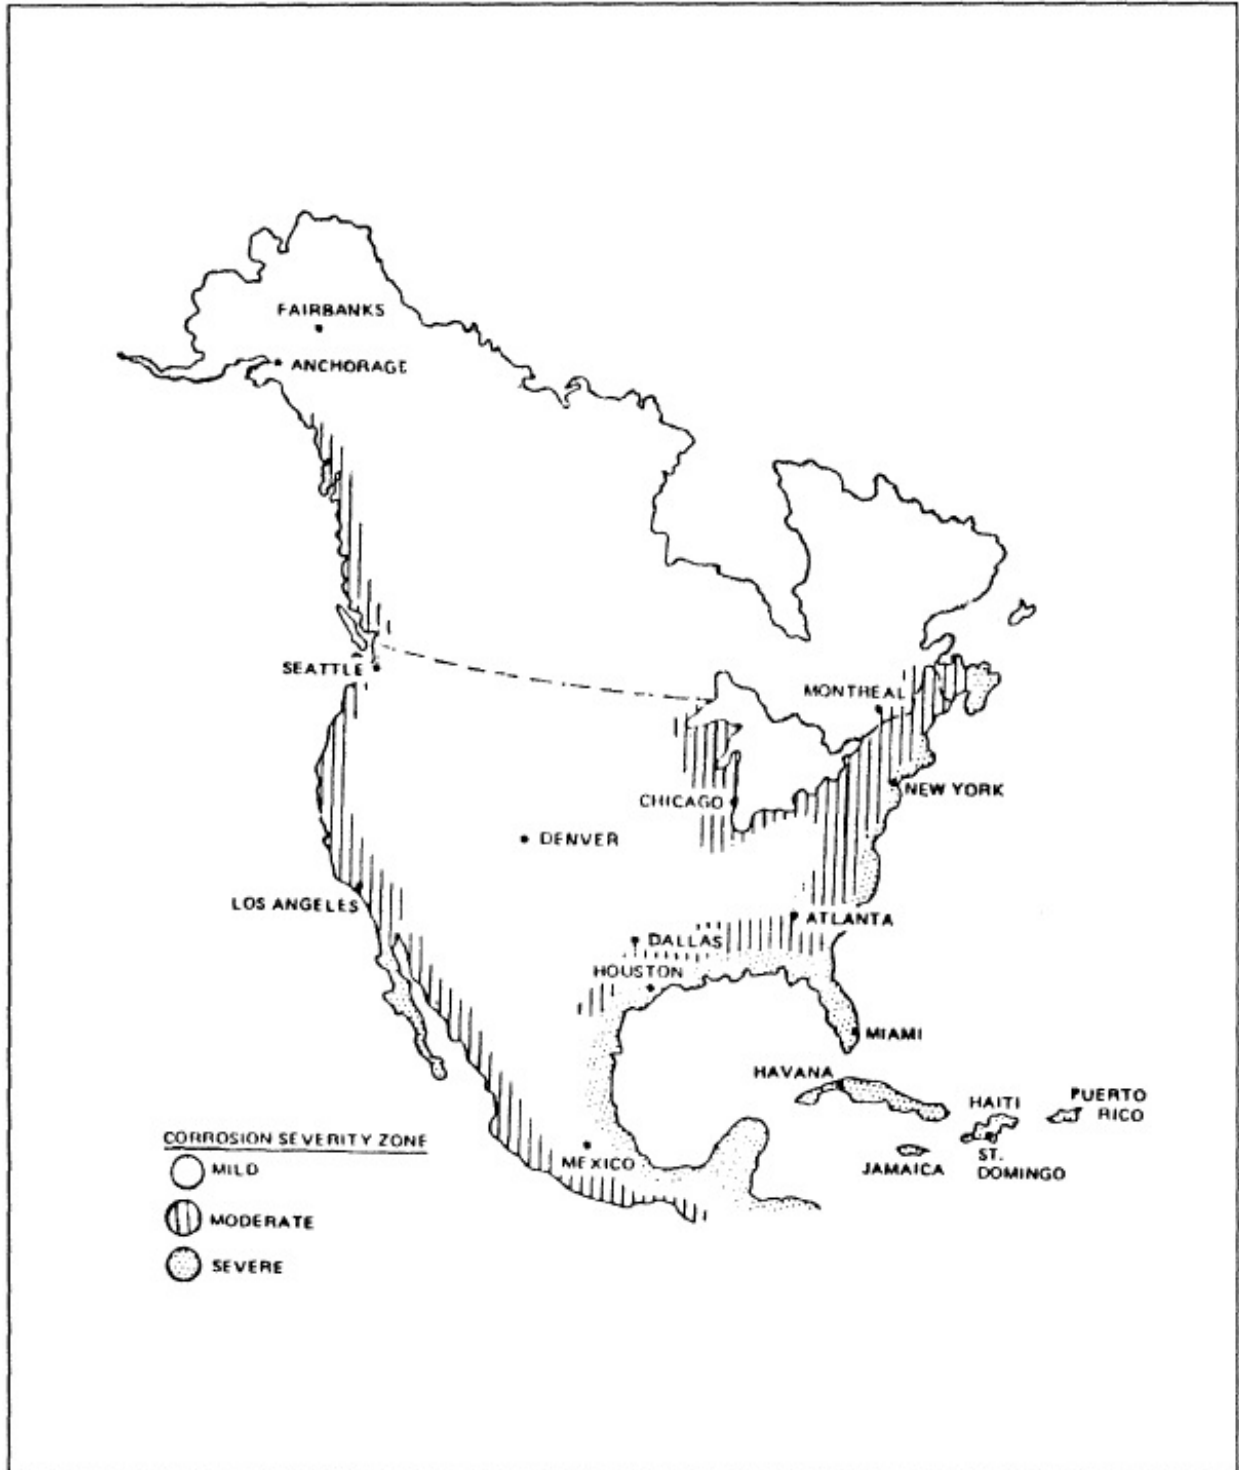 FAIRBANKS
ANCHORAGE
SEATTLE
MONTREAL
NEW YORK
CHICAGO
DENVER
LOS ANGELES
ATLANTA
DALLAS
HOUSTON
MIAMI
HAVANA
HAITI
PUERTO
RICO
JAMAICA
ST.
DOMINGO
MEXICO
CORROSION SEVERITY ZONE
MILD
MODERATE
SEVERE